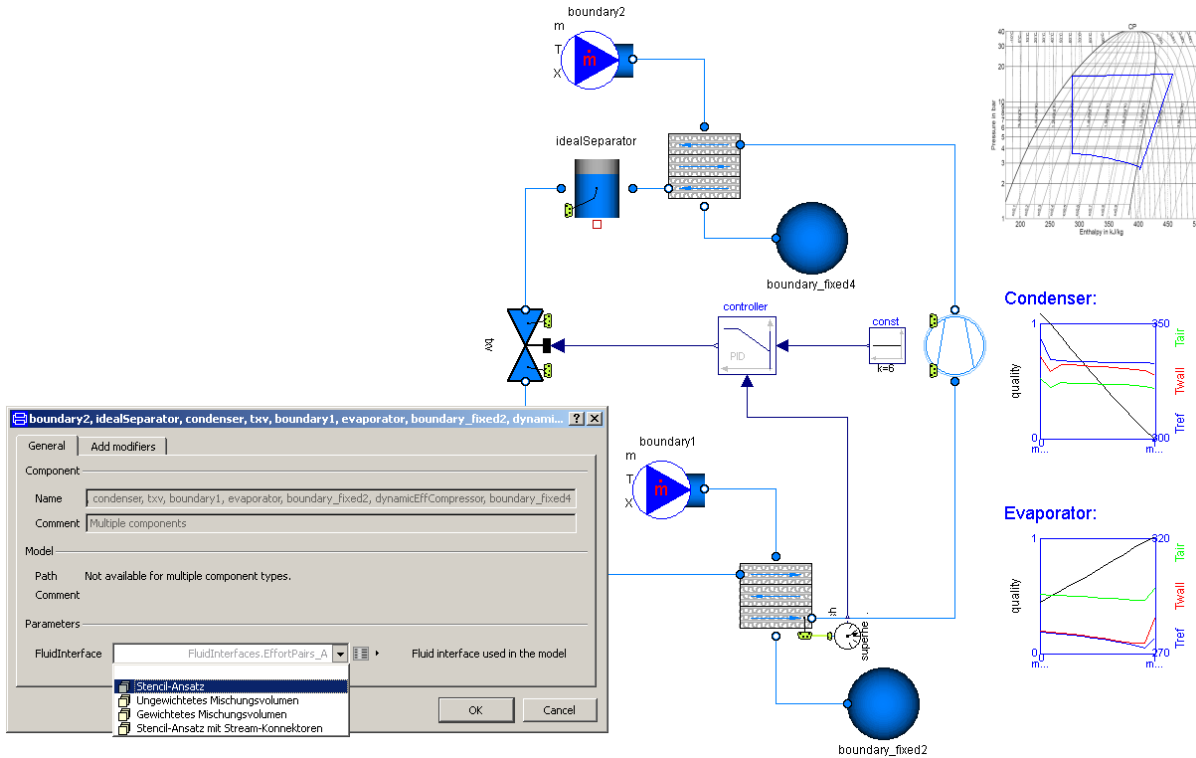 boundary2
m
T
X
ṁ
idealSeparator
boundary_fixed4
controller
PID
const
k=6
txv
CP
Pressure in bar
40
30
20
10
5
4
3
2
1
200
250
300
350
400
450
Enthalpy in kJ/kg
Condenser:
1
350
quality
Tair
Twall
Tref
0
300
m...
m...
boundary2, idealSeparator, condenser, txv, boundary1, evaporator, boundary_fixed2, dynami...
General
Add modifiers
Component
Name
, condenser, txv, boundary1, evaporator, boundary_fixed2, dynamicEffCompressor, boundary_fixed4
Comment
Multiple components
Model
Path
Not available for multiple component types.
Comment
Parameters
FluidInterface
FluidInterfaces.EffortPairs_A
Fluid interface used in the model
Stencil-Ansatz
Ungewichtetes Mischungsvolumen
Gewichtetes Mischungsvolumen
Stencil-Ansatz mit Stream-Konnektoren
OK
Cancel
boundary1
m
T
X
ṁ
sh
superhe...
boundary_fixed2
Evaporator:
1
320
quality
Tair
Twall
Tref
0
270
m...
m...